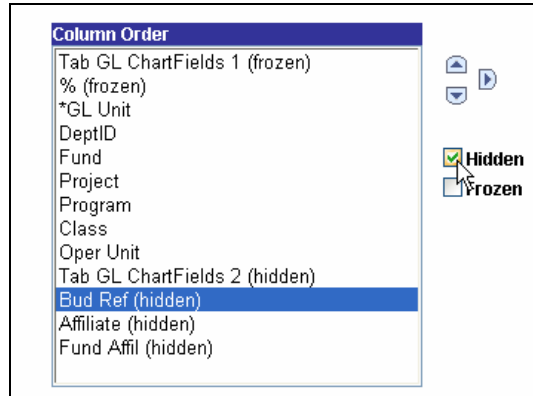 Column Order
Tab GL ChartFields 1 (frozen)
% (frozen)
*GL Unit
DeptID
Fund
Project
Program
Class
Oper Unit
Tab GL ChartFields 2 (hidden)
Bud Ref (hidden)
Affiliate (hidden)
Fund Affil (hidden)
Hidden
Frozen